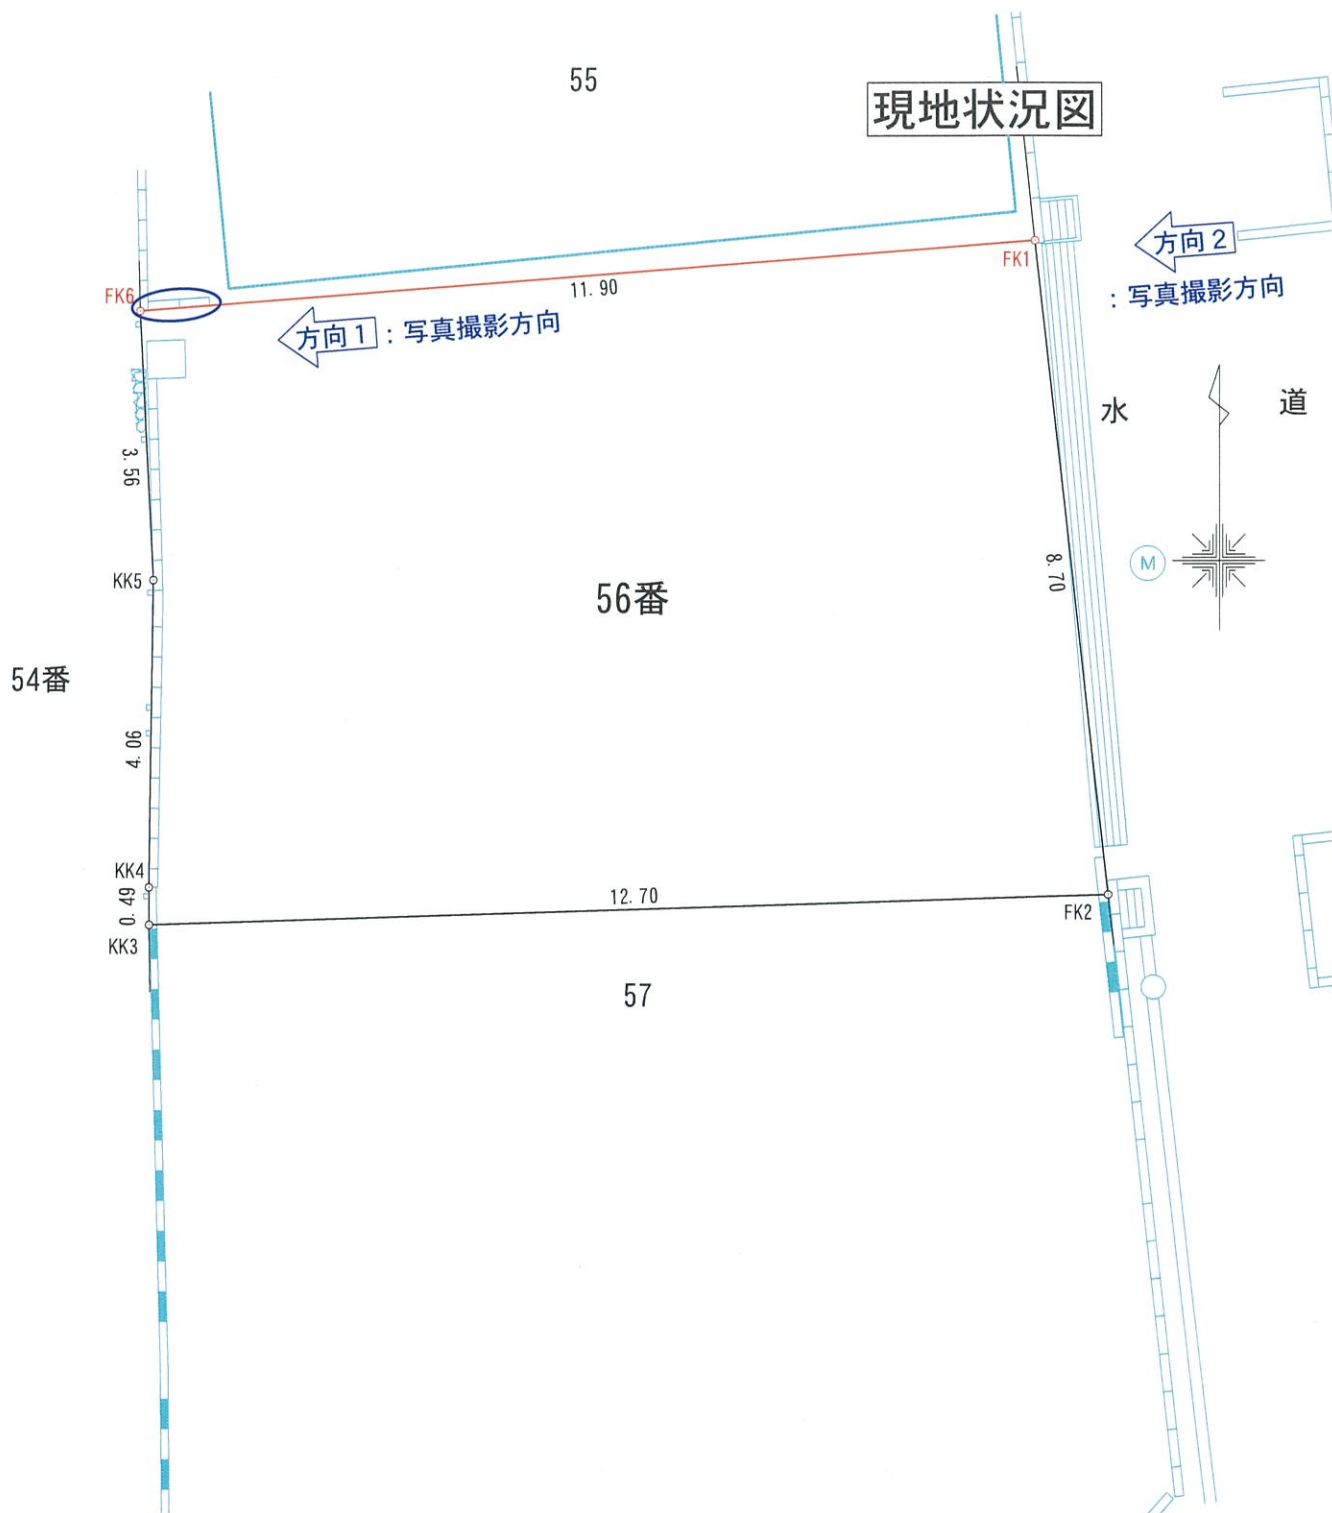 55
現地状況図
方向2
FK1
:写真撮影方向
FK6
11.90
方向1
:写真撮影方向
水
道
3.56
8.70
M
KK5
56番
54番
4.06
KK4
0.49
12.70
FK2
KK3
57